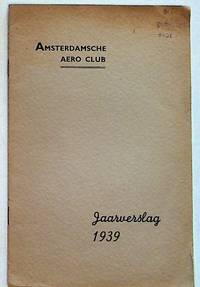 AMSTERDAMSCHE
AERO CLUB
Jaarverslag
1939